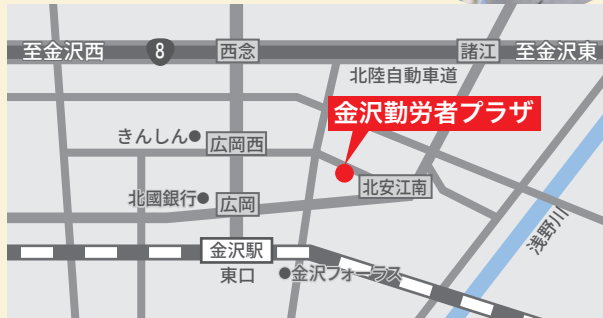 至金沢西
8
西念
諸江
至金沢東
北陸自動車道
金沢勤労者プラザ
きんしん
広岡西
北安江南
北國銀行
広岡
浅野川
金沢駅
東口
金沢フォーラス